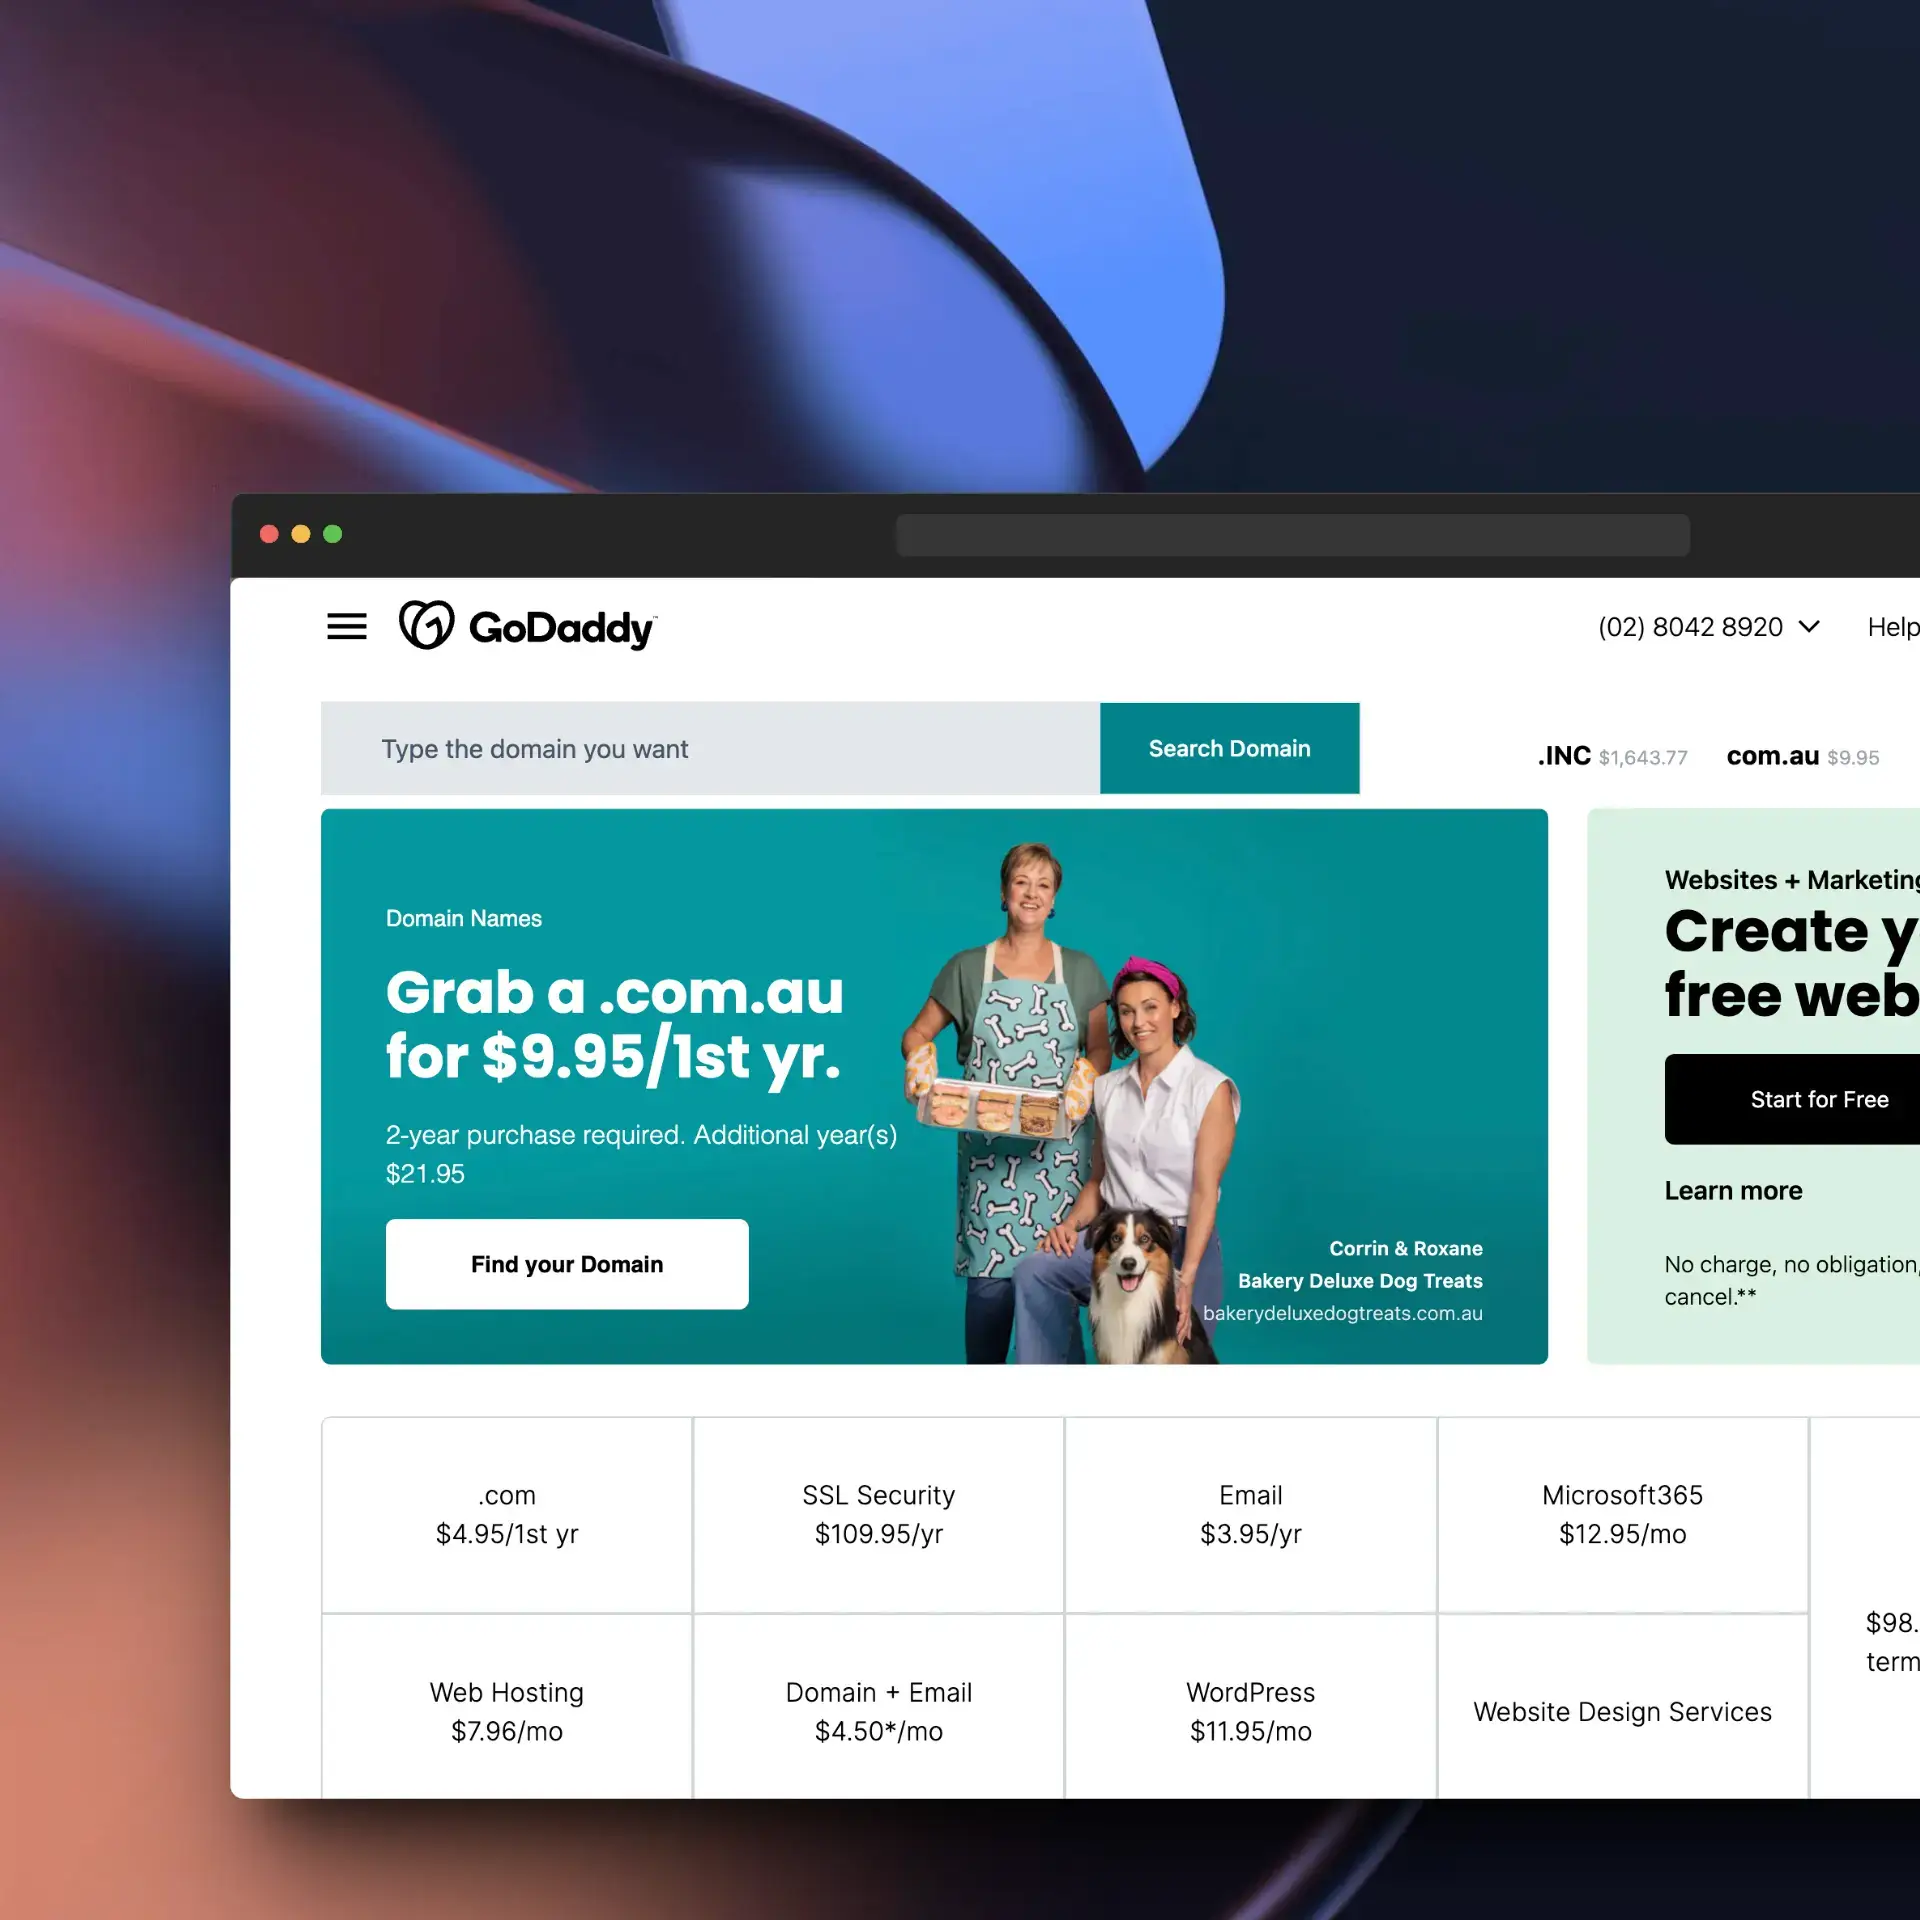 GoDaddy
(02) 8042 8920
Help
Type the domain you want
Search Domain
.INC $1,643.77
com.au $9.95
Domain Names
Grab a .com.au
for $9.95/1st yr.
2-year purchase required. Additional year(s)
$21.95
Find your Domain
Corrin & Roxane
Bakery Deluxe Dog Treats
bakerydeluxedogtreats.com.au
Websites + Marketing
Create y
free web
Start for Free
Learn more
No charge, no obligation,
cancel.**
.com
$4.95/1st yr
SSL Security
$109.95/yr
Email
$3.95/yr
Microsoft365
$12.95/mo
$98.
term
Web Hosting
$7.96/mo
Domain + Email
$4.50*/mo
WordPress
$11.95/mo
Website Design Services